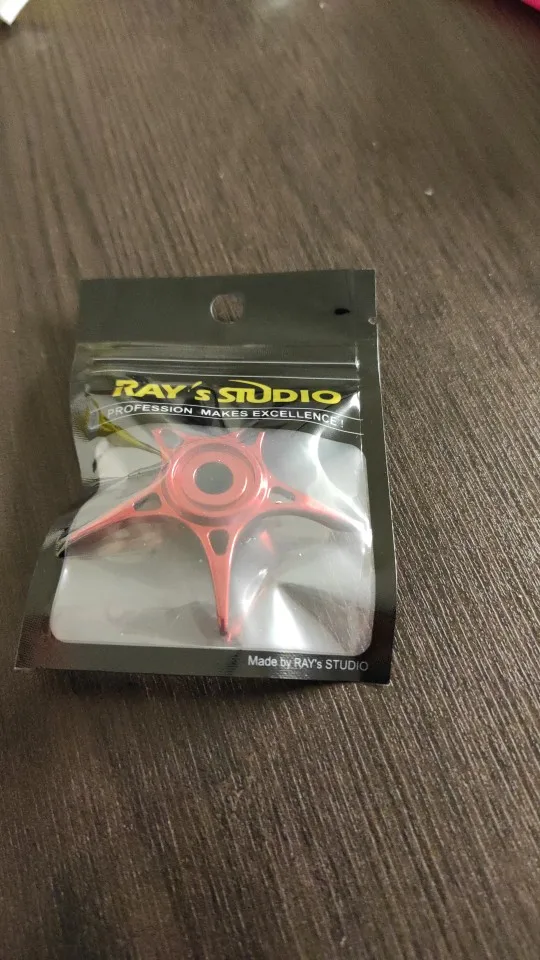 RAY's STUDIO
PROFESSION MAKES EXCELLENCE!
Made by RAY's STUDIO